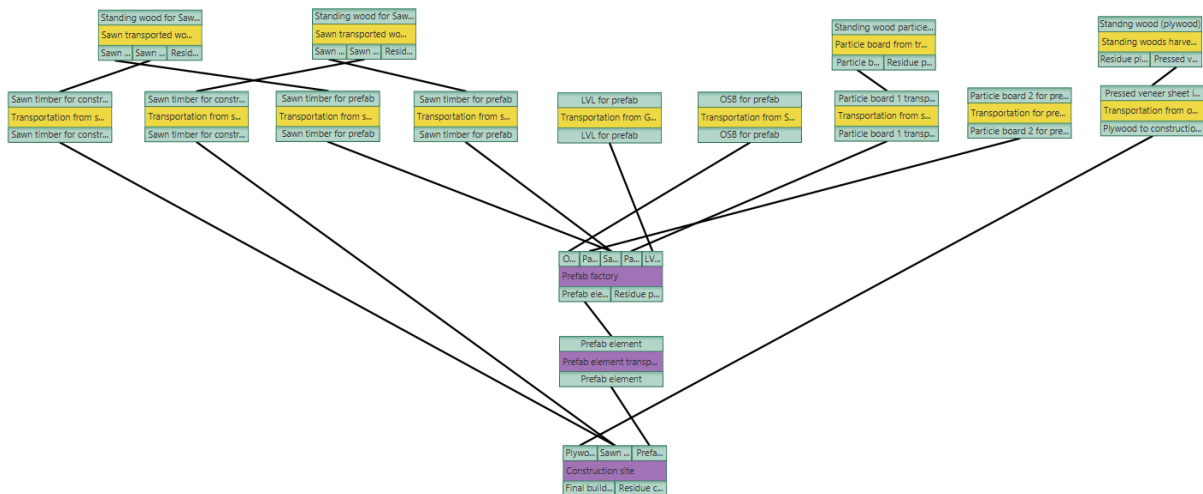 Standing wood for Saw...
Sawn transported wo...
Sawn ... Sawn ... Resid...
Standing wood for Saw...
Sawn transported wo...
Sawn ... Sawn ... Resid...
Standing wood particle...
Particle board from tr...
Particle b... Residue p...
Standng wood (plywood)
Standing woods harve...
Residue pl... Pressed v...
Sawn timber for constr...
Transportation from s...
Sawn timber for constr...
Sawn timber for constr...
Transportation from s...
Sawn timber for constr...
Sawn timber for prefab
Transportation from s...
Sawn timber for prefab
Sawn timber for prefab
Transportation from s...
Sawn timber for prefab
LVL for prefab
Transportation from G...
LVL for prefab
OSB for prefab
Transportation from S...
OSB for prefab
Particle board 1 transp...
Transportation from s...
Particle board 1 transp...
Particle board 2 for pre...
Transportation for pre...
Particle board 2 for pre...
Pressed veneer sheet i...
Transportation from o...
Plywood to constructio...
O... Pa... Sa... Pa... LV...
Prefab factory
Prefab ele... Residue p...
Prefab element
Prefab element transp...
Prefab element
Plywo... Sawn ... Prefa...
Construction site
Final build... Residue c...